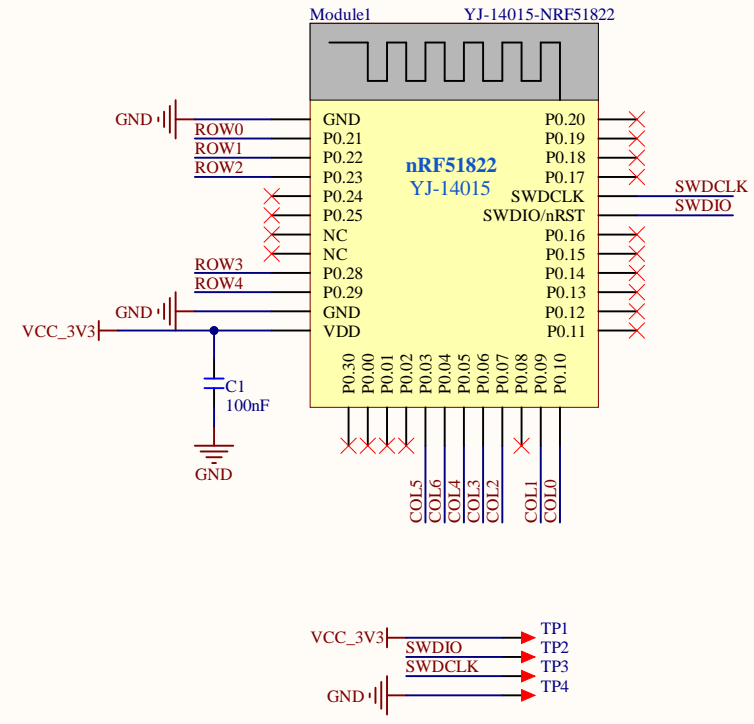 Module1 YJ-14015-NRF51822
nRF51822
YJ-14015
GND GND P0.20
ROW0 P0.21 P0.19
ROW1 P0.22 P0.18
ROW2 P0.23 P0.17
P0.24 SWDCLK SWDCLK
P0.25 SWDIO/nRST SWDIO
NC P0.16
NC P0.15
ROW3 P0.28 P0.14
ROW4 P0.29 P0.13
GND GND P0.12
VCC_3V3 VDD P0.11
P0.30
P0.00
P0.01
P0.02
P0.03
P0.04
P0.05
P0.06
P0.07
P0.08
P0.09
P0.10
C1
100nF
GND
COL5
COL6
COL4
COL3
COL2
COL1
COL0
VCC_3V3 TP1
SWDIO TP2
SWDCLK TP3
GND TP4